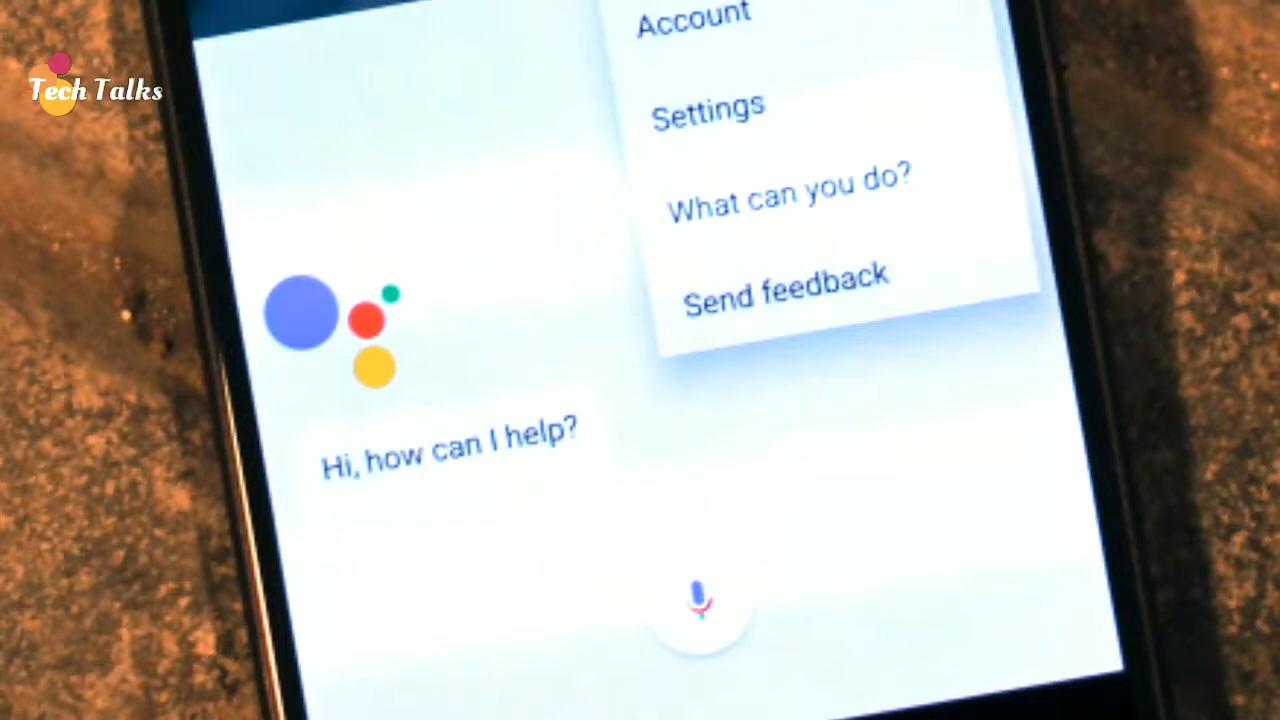 Tech Talks
Account
Settings
What can you do?
Send feedback
Hi, how can I help?